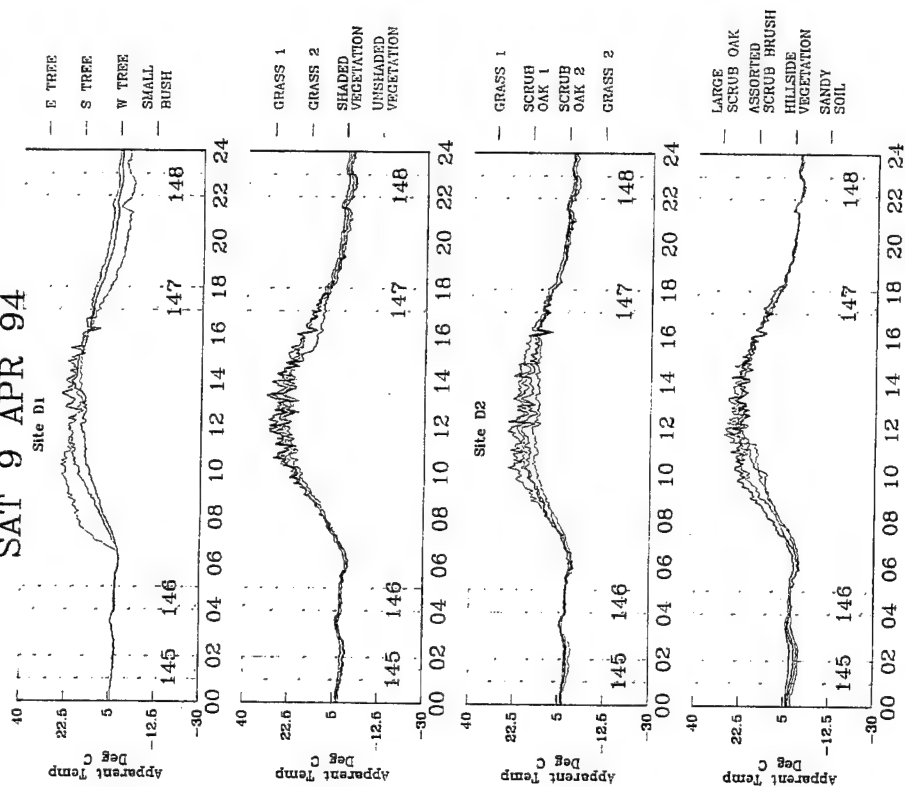 SAT 9 APR 94
Site D1
Apparent Temp
Deg C
40
22.5
5
-12.5
-30
145 146 147 148
00 02 04 06 08 10 12 14 16 18 20 22 24
E TREE
S TREE
W TREE
SMALL
BUSH
Apparent Temp
Deg C
40
22.5
5
-12.5
-30
145 146 147 148
00 02 04 06 08 10 12 14 16 18 20 22 24
GRASS 1
GRASS 2
SHADED
VEGETATION
UNSHADED
VEGETATION
Site D2
Apparent Temp
Deg C
40
22.5
5
-12.5
-30
145 146 147 148
00 02 04 06 08 10 12 14 16 18 20 22 24
GRASS 1
SCRUB
OAK 1
SCRUB
OAK 2
GRASS 2
Apparent Temp
Deg C
40
22.5
5
-12.5
-30
145 146 147 148
00 02 04 06 08 10 12 14 16 18 20 22 24
LARGE
SCRUB OAK
ASSORTED
SCRUB BRUSH
HILLSIDE
VEGETATION
SANDY
SOIL